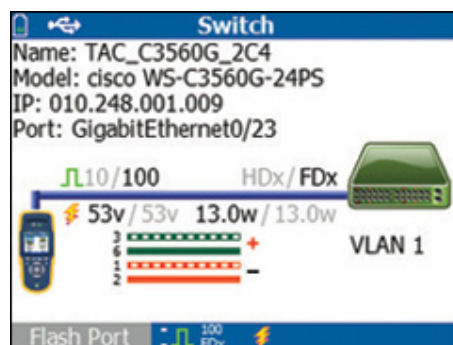 Switch
Name: TAC_C3560G_2C4
Model: cisco WS-C3560G-24PS
IP: 010.248.001.009
Port: GigabitEthernet0/23
10/100 HDx/FDx
53v/53v 13.0w/13.0w
3
6
+
1
2
-
VLAN 1
Flash Port
100
FDx